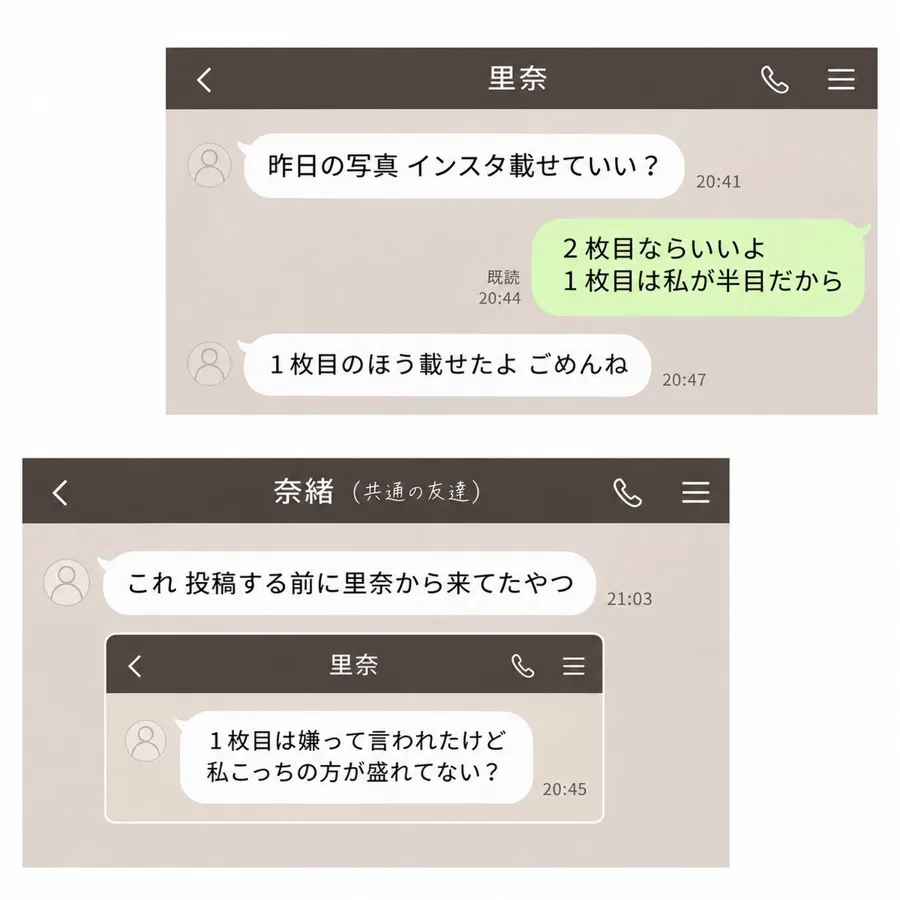 里奈
昨日の写真 インスタ載せていい？
20:41
２枚目ならいいよ
１枚目は私が半目だから
既読
20:44
１枚目のほう載せたよ ごめんね
20:47
奈緒（共通の友達）
これ 投稿する前に里奈から来てたやつ
21:03
里奈
１枚目は嫌って言われたけど
私こっちの方が盛れてない？
20:45